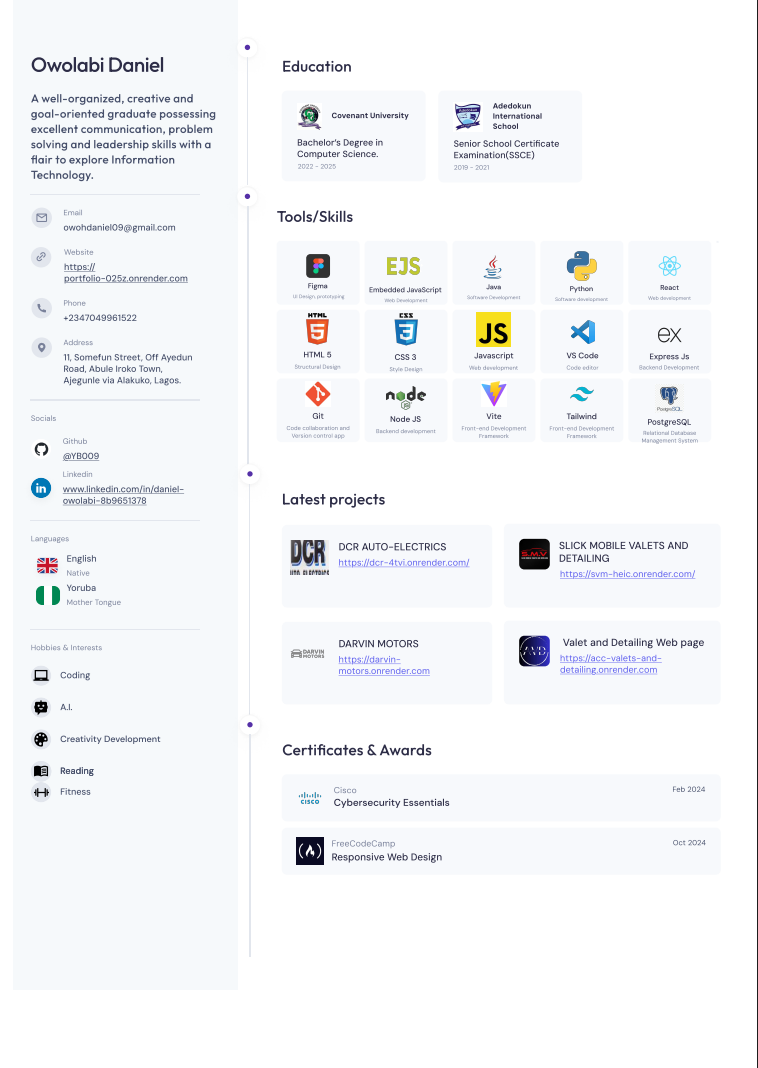 Owolabi Daniel
A well-organized, creative and
goal-oriented graduate possessing
excellent communication, problem
solving and leadership skills with a
flair to explore Information
Technology.
Email
owohdaniel09@gmail.com
Website
https://
portfolio-025z.onrender.com
Phone
+2347049961522
Address
11, Somefun Street, Off Ayedun
Road, Abule Iroko Town,
Ajegunle via Alakuko, Lagos.
Socials
Github
@YB009
Linkedin
in
www.linkedin.com/in/daniel-
owolabi-8b9651378
Languages
English
Native
Yoruba
Mother Tongue
Hobbies & Interests
Coding
A.I.
Creativity Development
Reading
Fitness
Education
Covenant University
Bachelor's Degree in
Computer Science.
2022 - 2025
Adedokun
International
School
Senior School Certificate
Examination(SSCE)
2019 - 2021
Tools/Skills
Figma
UI Design, prototyping
EJS
Embedded JavaScript
Web Development
Java
Software Development
Python
Software development
React
Web development
HTML
5
HTML 5
Structural Design
CSS
3
CSS 3
Style Design
JS
Javascript
Web development
VS Code
Code editor
ex
Express Js
Backend Development
Git
Code collaboration and
Version control app
node
JS
Node JS
Backend development
Vite
Front-end Development
Framework
Tailwind
Front-end Development
Framework
PostgreSQL
PostgreSQL
Relational Database
Management System
Latest projects
DCR
AUTO-ELECTRICS
DCR AUTO-ELECTRICS
https://dcr-4tvi.onrender.com/
S.M.V
SLICK MOBILE VALETS AND
DETAILING
https://svm-heic.onrender.com/
DARVIN
MOTORS
DARVIN MOTORS
https://darvin-
motors.onrender.com
AVD
Valet and Detailing Web page
https://acc-valets-and-
detailing.onrender.com
Certificates & Awards
CISCO
Cisco
Cybersecurity Essentials
Feb 2024
FreeCodeCamp
Responsive Web Design
Oct 2024